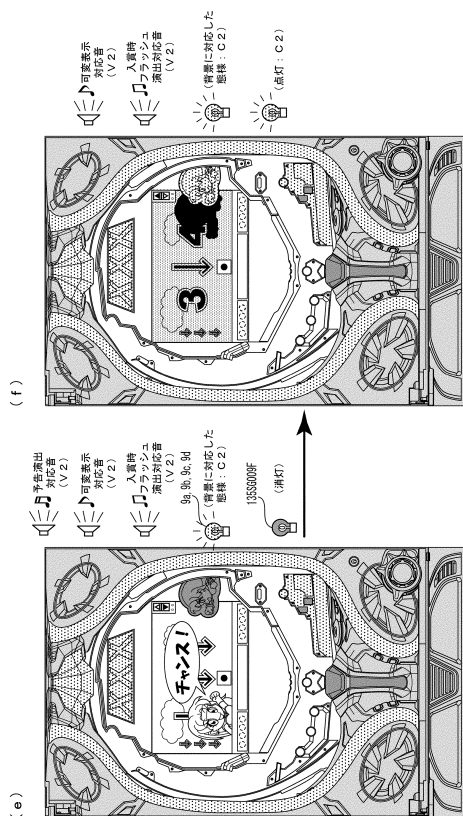 (e)
チャンス！
予告演出
対応音
(V2)
可変表示
対応音
(V2)
入賞時
フラッシュ
演出対応音
(V2)
9a, 9b, 9c, 9d
(背景に対応した
態様：C2)
135SG009F
(消灯)
(f)
3 4
可変表示
対応音
(V2)
入賞時
フラッシュ
演出対応音
(V2)
(背景に対応した
態様：C2)
(点灯：C2)